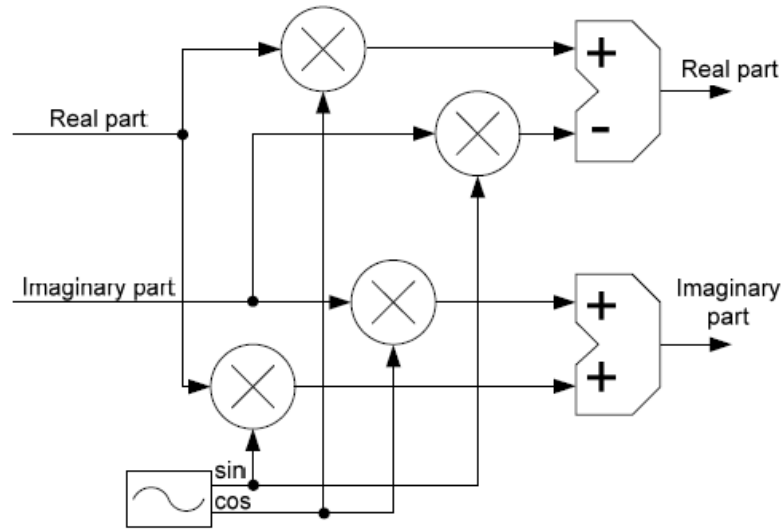 +
Real part
Real part
-
Imaginary part
+
Imaginary
part
+
sin
cos